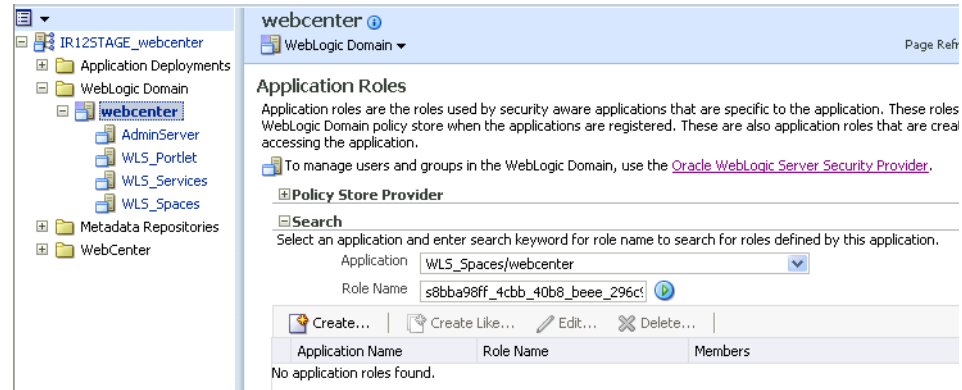 IR12STAGE_webcenter
Application Deployments
WebLogic Domain
webcenter
AdminServer
WLS_Portlet
WLS_Services
WLS_Spaces
Metadata Repositories
WebCenter
webcenter
WebLogic Domain
Page Refr
Application Roles
Application roles are the roles used by security aware applications that are specific to the application. These roles
WebLogic Domain policy store when the applications are registered. These are also application roles that are crea
accessing the application.
To manage users and groups in the WebLogic Domain, use the Oracle WebLogic Server Security Provider.
Policy Store Provider
Search
Select an application and enter search keyword for role name to search for roles defined by this application.
Application WLS_Spaces/webcenter
Role Name s8bba98ff_4cbb_40b8_beee_296c9
Create... Create Like... Edit... Delete...
Application Name Role Name Members
No application roles found.